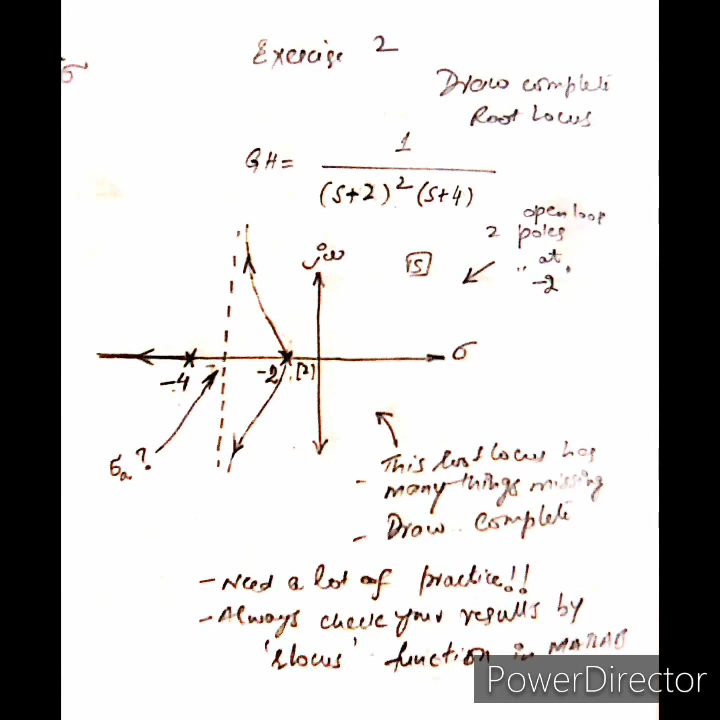 σ
Exercise 2
Draw complete
Root Locus
GH = 1
(s+2)²(s+4)
open loop
2 poles
"at
-2"
jω
[s]
σ
-4
-2 (2)
σₐ?
- This root locus has
many things missing
- Draw complete
- Need a lot of practice!!
- Always check your results by
'rlocus' function in MATLAB
PowerDirector